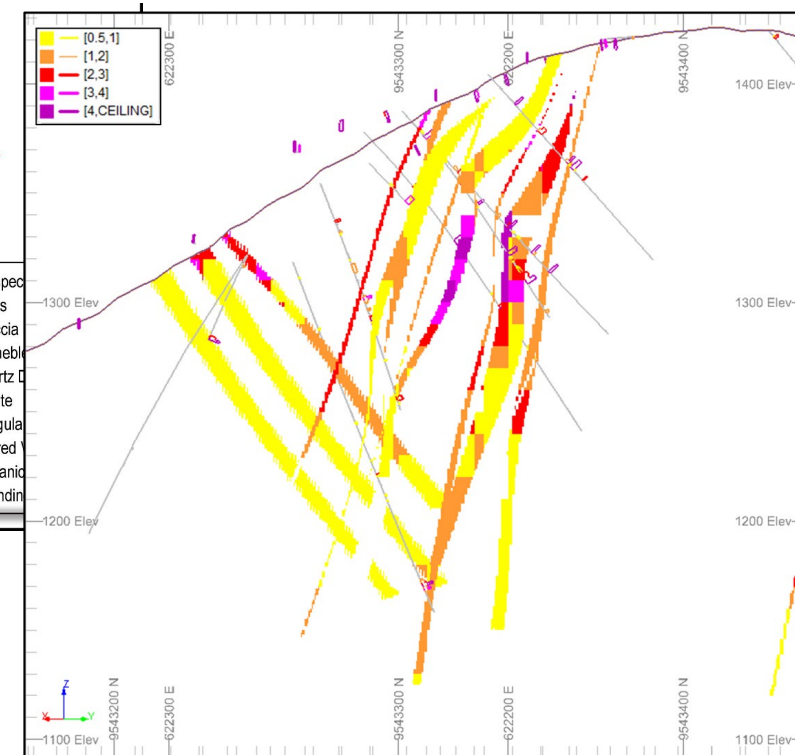 [0.5,1]
[1,2]
[2,3]
[3,4]
[4,CEILING]
622300 E
9543300 N
622200 E
9543400 N
1400 Elev
1300 Elev
1300 Elev
1200 Elev
1200 Elev
Z
X
Y
9543200 N
622300 E
9543300 N
622200 E
9543400 N
1100 Elev
1100 Elev